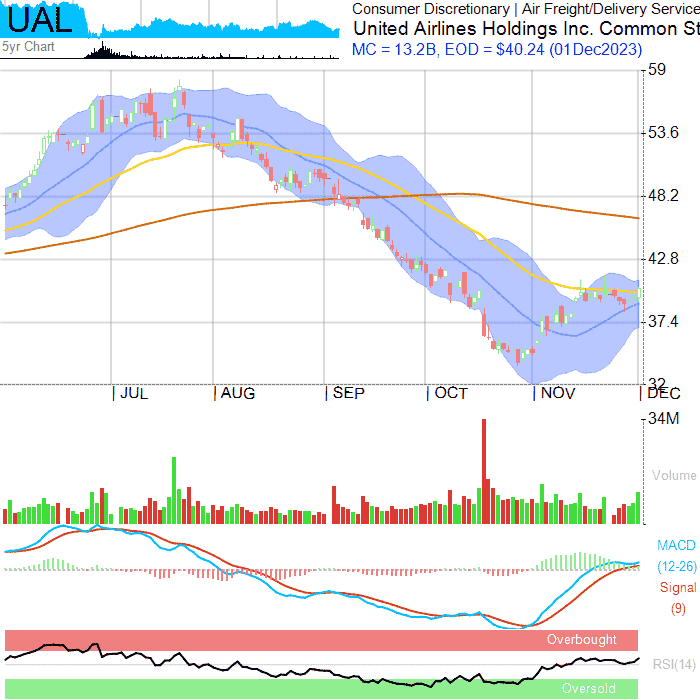 UAL
5yr Chart
Consumer Discretionary | Air Freight/Delivery Service
United Airlines Holdings Inc. Common St
MC = 13.2B, EOD = $40.24 (01Dec2023)
59
53.6
48.2
42.8
37.4
32
JUL AUG SEP OCT NOV DEC
34M
Volume
MACD
(12-26)
Signal
(9)
Overbought
RSI(14)
Oversold